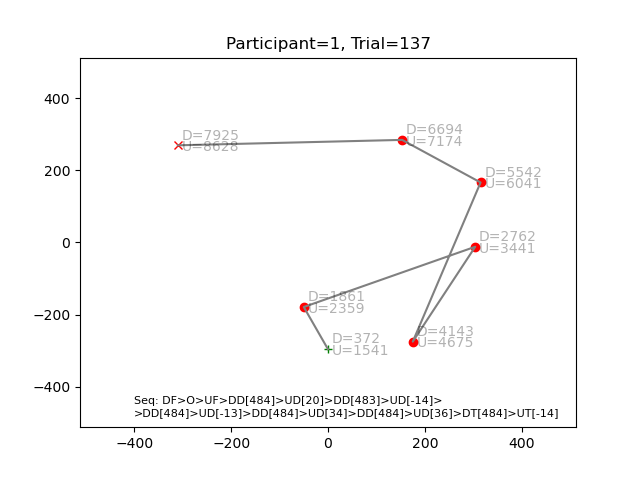 Participant=1, Trial=137
400
200
0
−200
−400
−400
−200
0
200
400
D=7925
U=8628
D=6694
U=7174
D=5542
U=6041
D=2762
U=3441
D=1861
U=2359
D=372
U=1541
D=4143
U=4675
Seq: DF>O>UF>DD[484]>UD[20]>DD[483]>UD[-14]>
>DD[484]>UD[-13]>DD[484]>UD[34]>DD[484]>UD[36]>DT[484]>UT[-14]